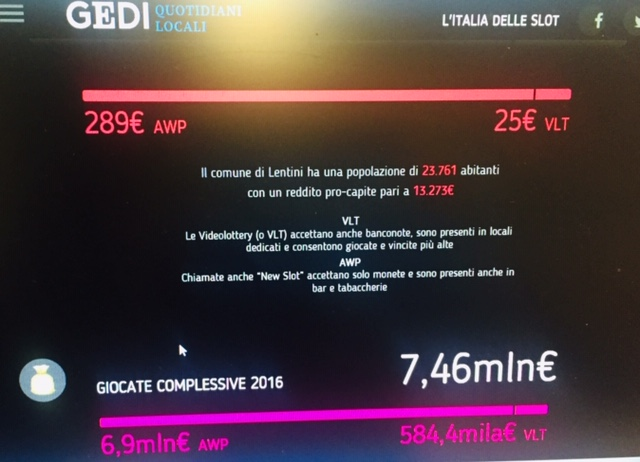 GEDI QUOTIDIANI LOCALI
L'ITALIA DELLE SLOT
289€ AWP
25€ VLT
Il comune di Lentini ha una popolazione di 23.761 abitanti
con un reddito pro-capite pari a 13.273€
VLT
Le Videolottery (o VLT) accettano anche banconote, sono presenti in locali
dedicati e consentono giocate e vincite più alte
AWP
Chiamate anche "New Slot" accettano solo monete e sono presenti anche in
bar e tabaccherie
GIOCATE COMPLESSIVE 2016
7,46mln€
6,9mln€ AWP
584,4mila€ VLT